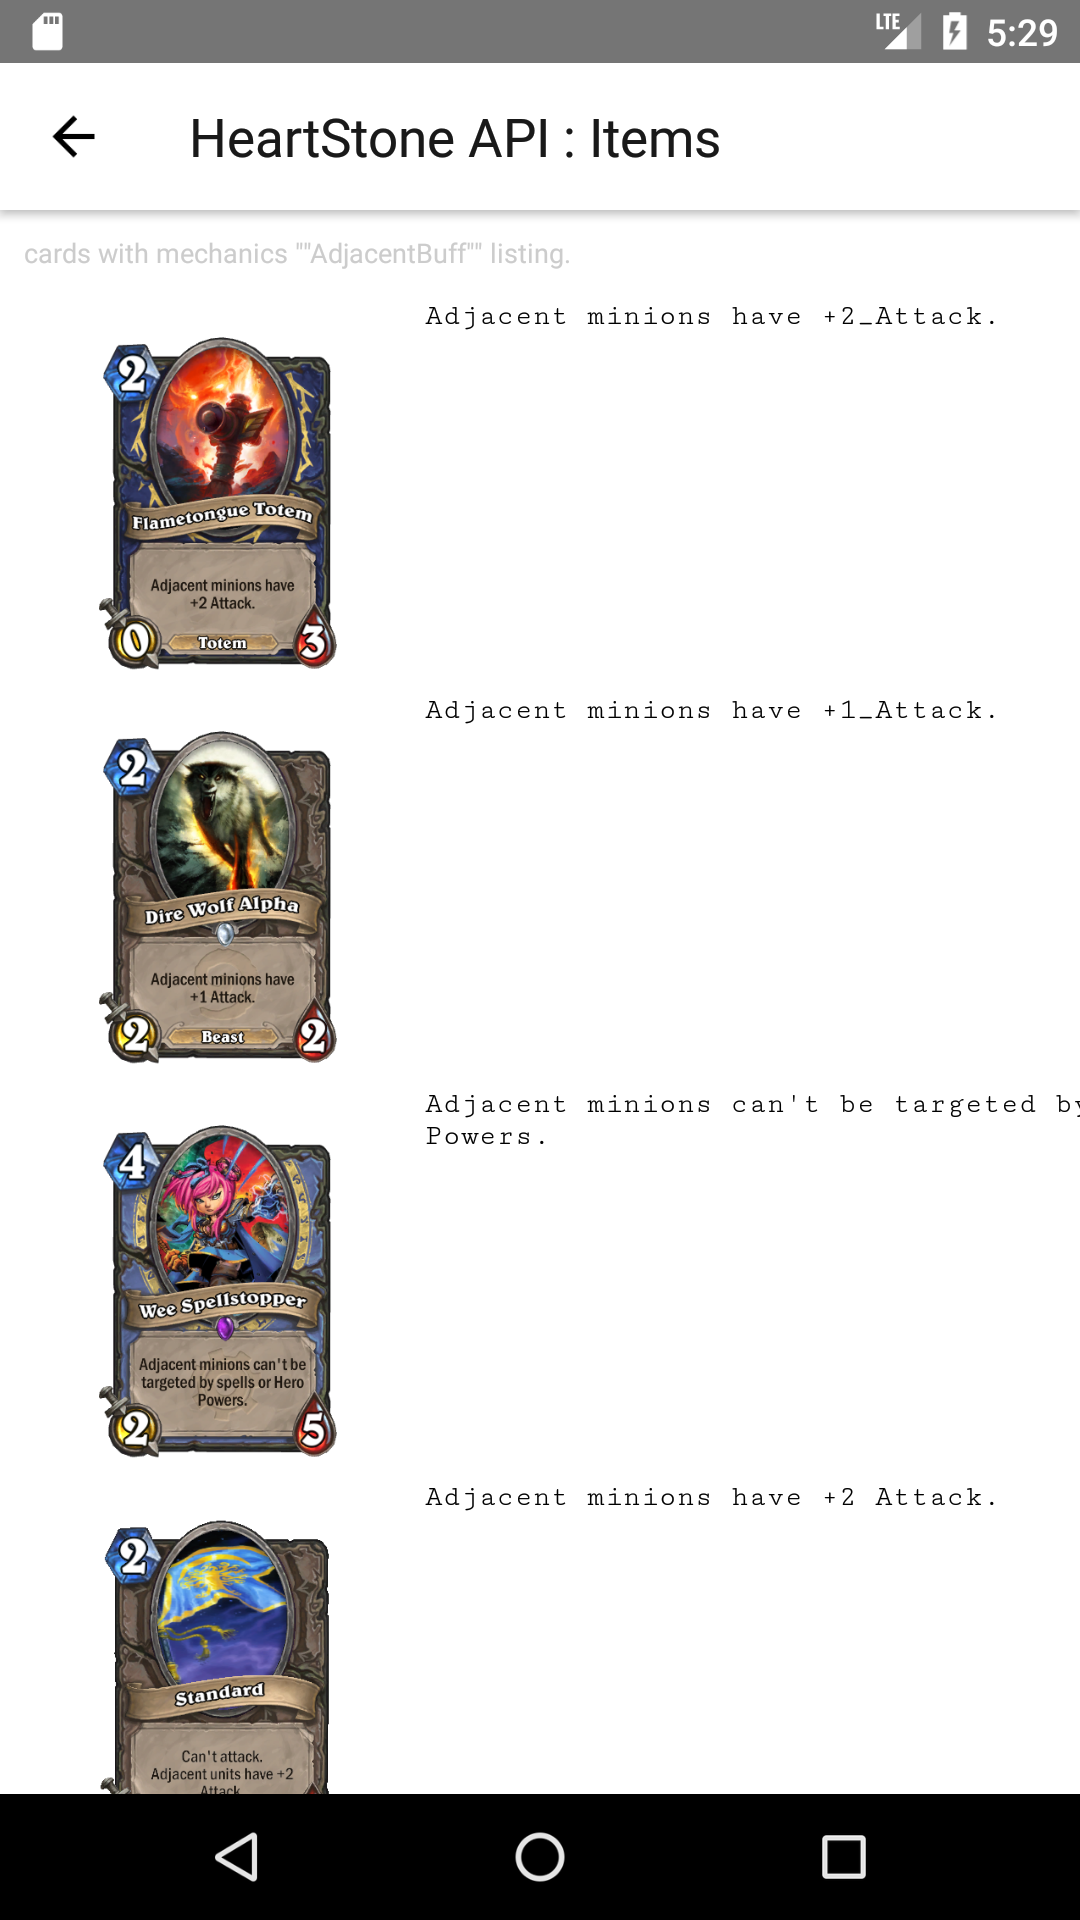 LTE 5:29
HeartStone API : Items
cards with mechanics ""AdjacentBuff"" listing.
Adjacent minions have +2_Attack.
2
Flametongue Totem
Adjacent minions have
+2 Attack.
0 Totem 3
Adjacent minions have +1_Attack.
2
Dire Wolf Alpha
Adjacent minions have
+1 Attack.
2 Beast 2
Adjacent minions can't be targeted by
Powers.
4
Wee Spellstopper
Adjacent minions can't be
targeted by spells or Hero
Powers.
2 5
Adjacent minions have +2 Attack.
2
Standard
Can't attack.
Adjacent units have +2
Attack